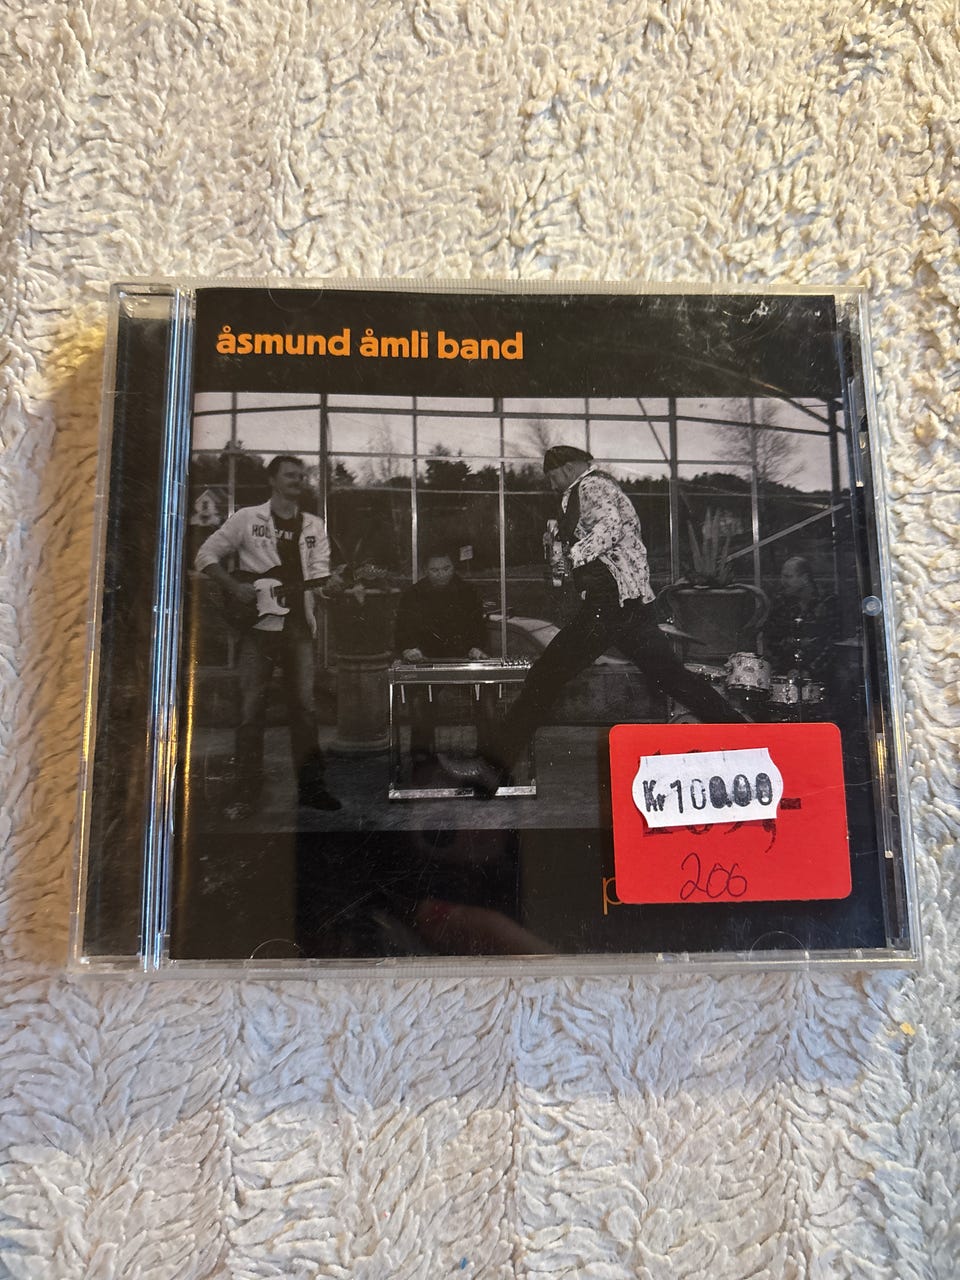 åsmund åmli band
Kr 100.00
206
p